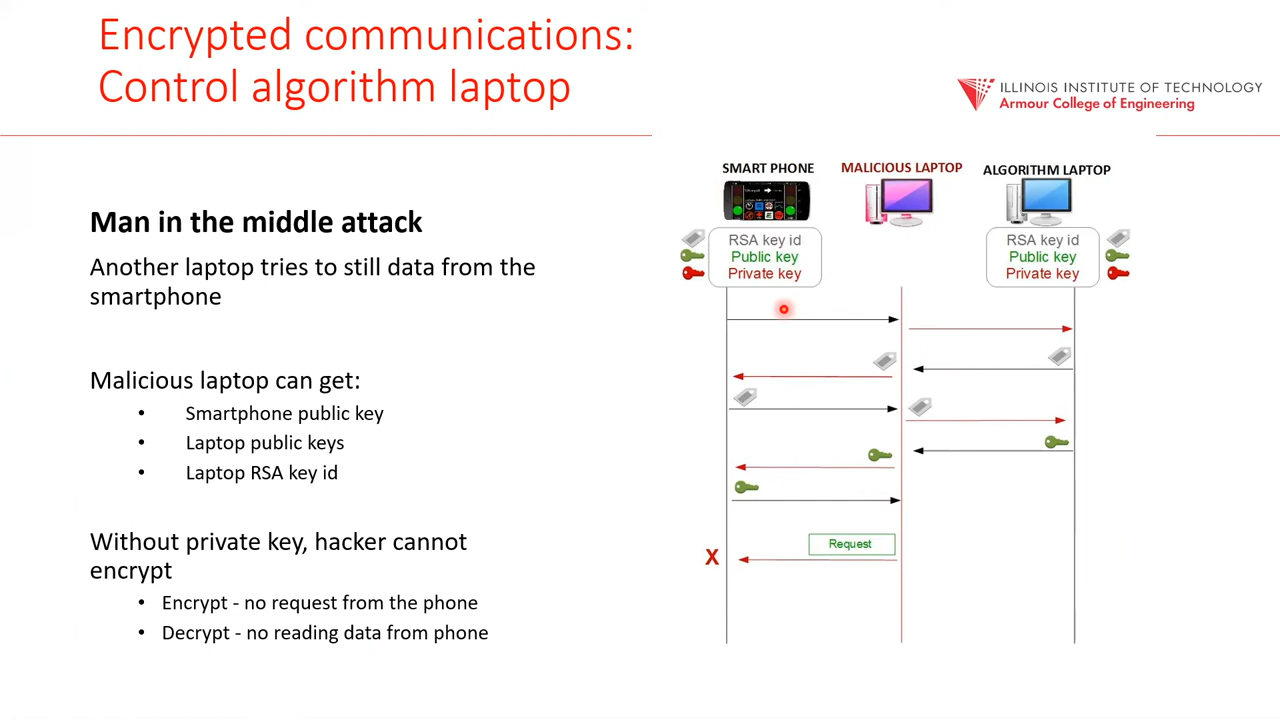 Encrypted communications:
Control algorithm laptop
ILLINOIS INSTITUTE OF TECHNOLOGY
Armour College of Engineering
Man in the middle attack
Another laptop tries to still data from the
smartphone
Malicious laptop can get:
• Smartphone public key
• Laptop public keys
• Laptop RSA key id
Without private key, hacker cannot
encrypt
• Encrypt - no request from the phone
• Decrypt - no reading data from phone
SMART PHONE
MALICIOUS LAPTOP
ALGORITHM LAPTOP
RSA key id
Public key
Private key
RSA key id
Public key
Private key
Request
X